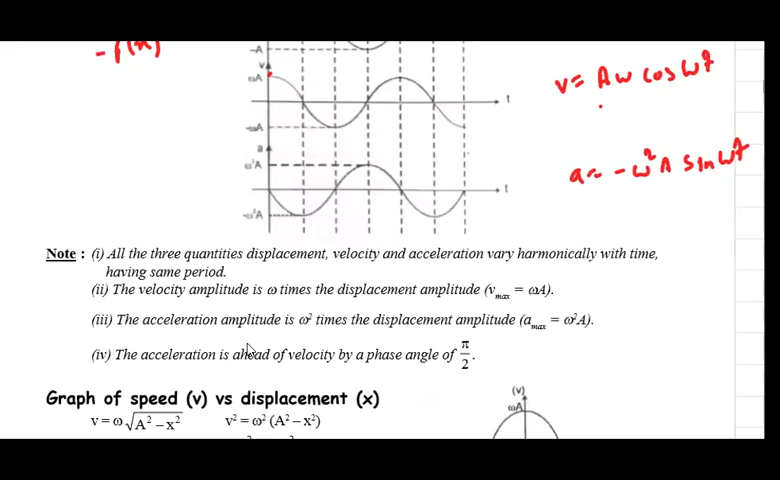 - f(x)
-A
v
ωA
t
-ωA
v = Aω cos ωt
a
ω²A
t
-ω²A
a = - ω² A sin ωt
Note : (i) All the three quantities displacement, velocity and acceleration vary harmonically with time,
having same period.
(ii) The velocity amplitude is ω times the displacement amplitude (vmax = ωA).
(iii) The acceleration amplitude is ω² times the displacement amplitude (amax = ω²A).
(iv) The acceleration is ahead of velocity by a phase angle of π/2.
Graph of speed (v) vs displacement (x)
v = ω√(A² – x²) v² = ω² (A² – x²)
(v)
ωA